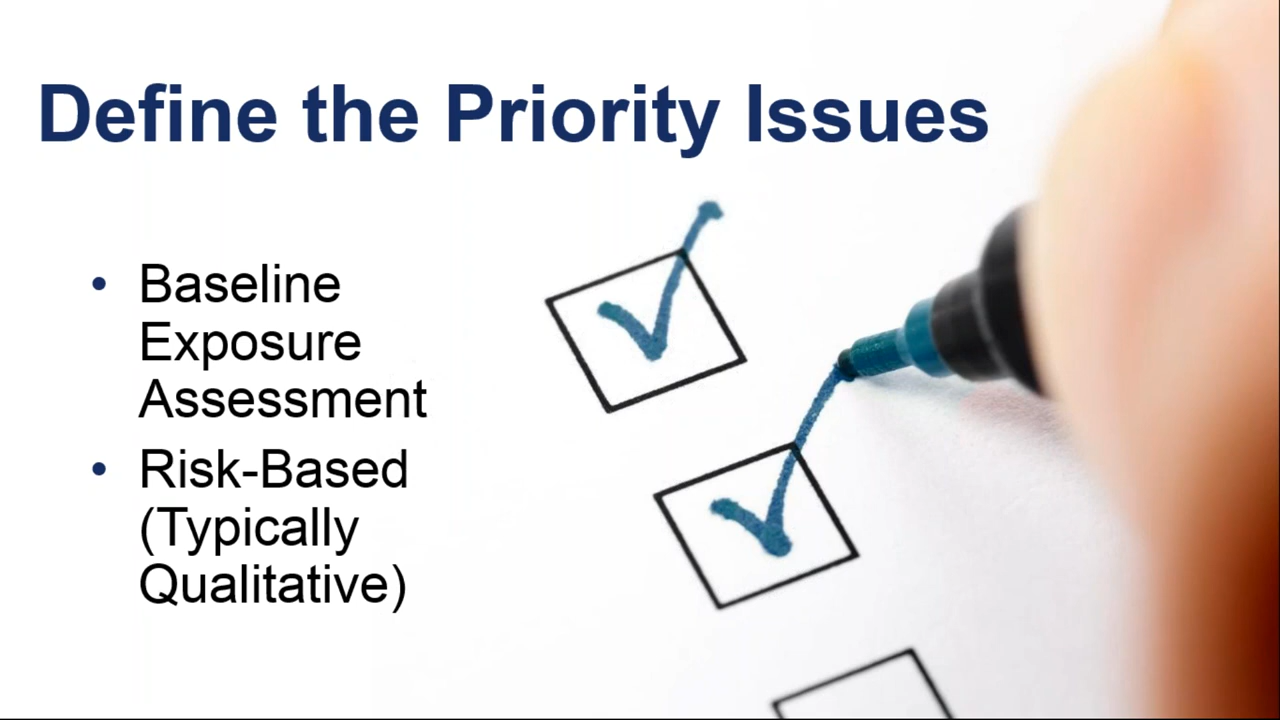 Define the Priority Issues
• Baseline
Exposure
Assessment
• Risk-Based
(Typically
Qualitative)